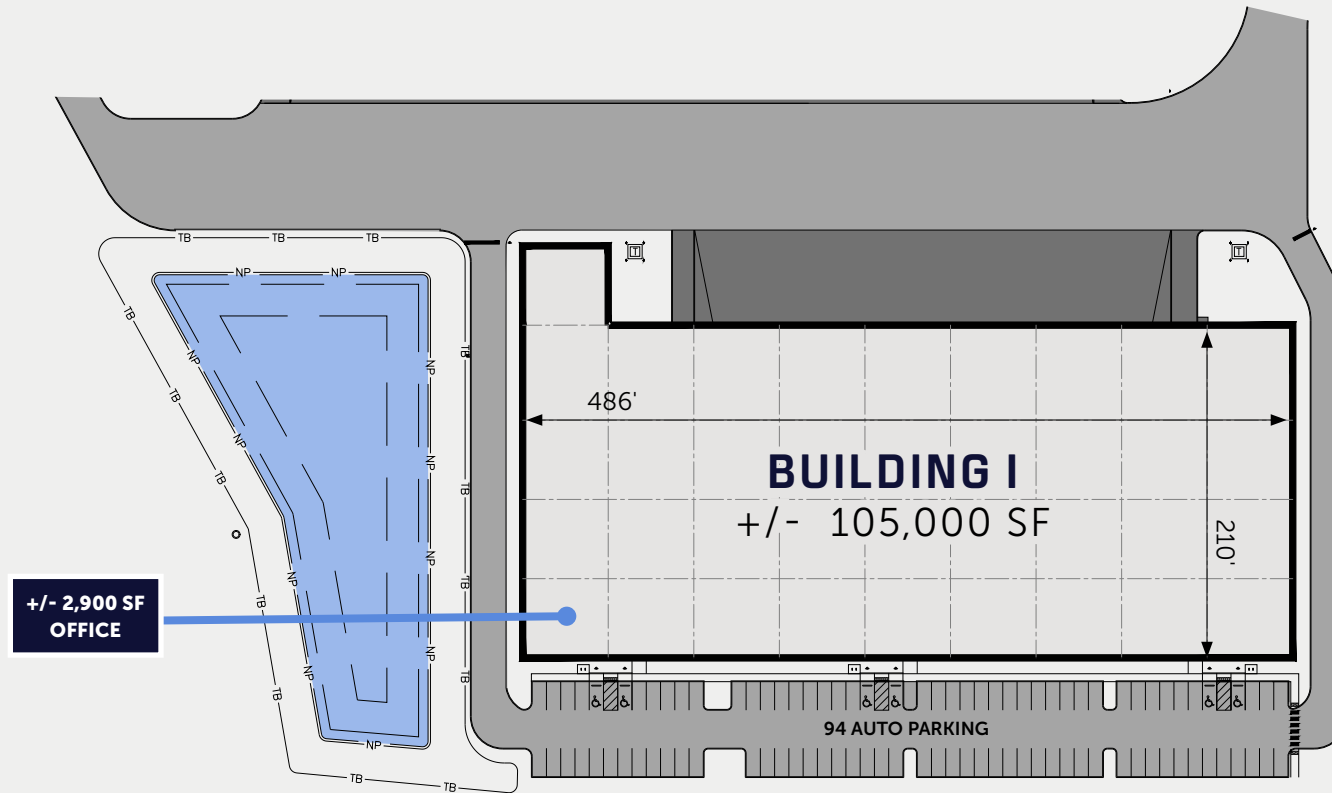 TB
TB
TB
T
T
NP
NP
TB
TB
NP
NP
TB
NP
486'
NP
NP
BUILDING I
TB
TB
+/-  105,000 SF
210'
NP
NP
TB
TB
+/- 2,900 SF
OFFICE
NP
NP
TB
TB
94 AUTO PARKING
NP
TB
TB